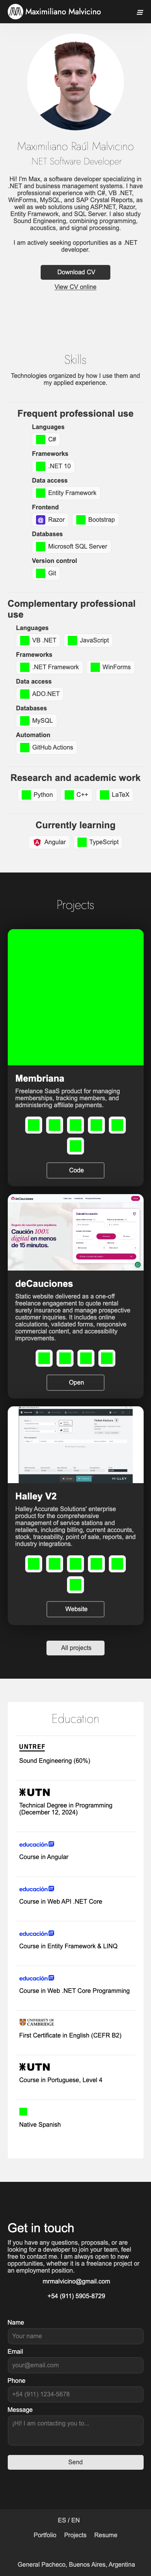 Maximiliano Malvicino
Maximiliano Raúl Malvicino
.NET Software Developer
Hi! I'm Max, a software developer specializing in
.NET and business management systems. I have
professional experience with C#, VB .NET,
WinForms, MySQL, and SAP Crystal Reports, as
well as web solutions using ASP.NET, Razor,
Entity Framework, and SQL Server. I also study
Sound Engineering, combining programming,
acoustics, and signal processing.
I am actively seeking opportunities as a .NET
developer.
Download CV
View CV online
Skills
Technologies organized by how I use them and
my applied experience.
Frequent professional use
Languages
C#
Frameworks
.NET 10
Data access
Entity Framework
Frontend
Razor Bootstrap
Databases
Microsoft SQL Server
Version control
Git
Complementary professional
use
Languages
VB .NET JavaScript
Frameworks
.NET Framework WinForms
Data access
ADO.NET
Databases
MySQL
Automation
GitHub Actions
Research and academic work
Python C++ LaTeX
Currently learning
Angular TypeScript
Projects
Membriana
Freelance SaaS product for managing
memberships, tracking members, and
administering affiliate payments.
Code
deCauciones
100%
online
en menos
de 15 minutos.
deCauciones
Static website delivered as a one-off
freelance engagement to quote rental
surety insurance and manage prospective
customer inquiries. It includes online
quotations, validated forms, responsive
commercial content, and accessibility
improvements.
Open
Halley V2
Halley Accurate Solutions' enterprise
product for the comprehensive
management of service stations and
retailers, including billing, current accounts,
stock, traceability, point of sale, reports, and
industry integrations.
Website
All projects
Education
UNTREF
Sound Engineering (60%)
UTN
Technical Degree in Programming
(December 12, 2024)
educación
Course in Angular
educación
Course in Web API .NET Core
educación
Course in Entity Framework & LINQ
educación
Course in Web .NET Core Programming
UNIVERSITY OF
CAMBRIDGE
First Certificate in English (CEFR B2)
UTN
Course in Portuguese, Level 4
Native Spanish
Get in touch
If you have any questions, proposals, or are
looking for a developer to join your team, feel
free to contact me. I am always open to new
opportunities, whether it is a freelance project or
an employment position.
mrmalvicino@gmail.com
+54 (911) 5905-8729
Name
Your name
Email
your@email.com
Phone
+54 (911) 1234-5678
Message
¡Hi! I am contacting you to...
Send
ES / EN
Portfolio Projects Resume
General Pacheco, Buenos Aires, Argentina